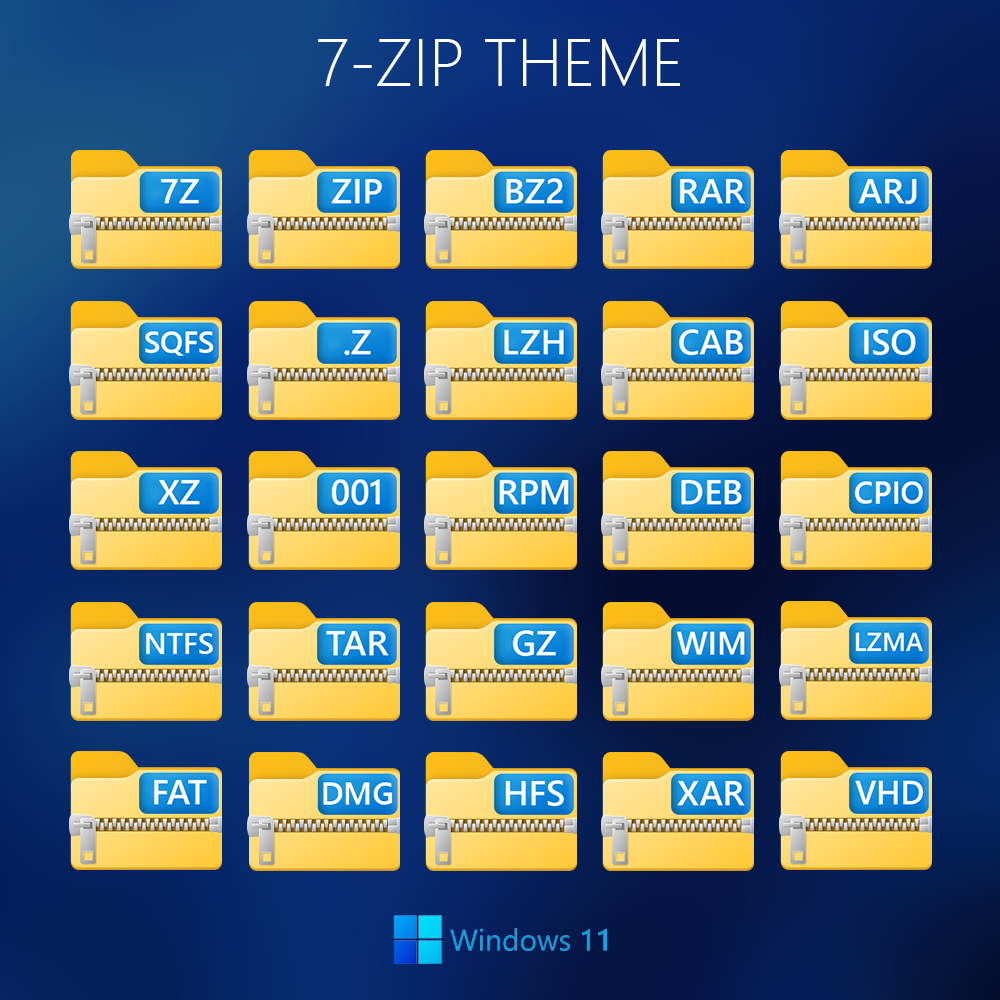 7-ZIP THEME
7Z ZIP BZ2 RAR ARJ
SQFS .Z LZH CAB ISO
XZ 001 RPM DEB CPIO
NTFS TAR GZ WIM LZMA
FAT DMG HFS XAR VHD
Windows 11